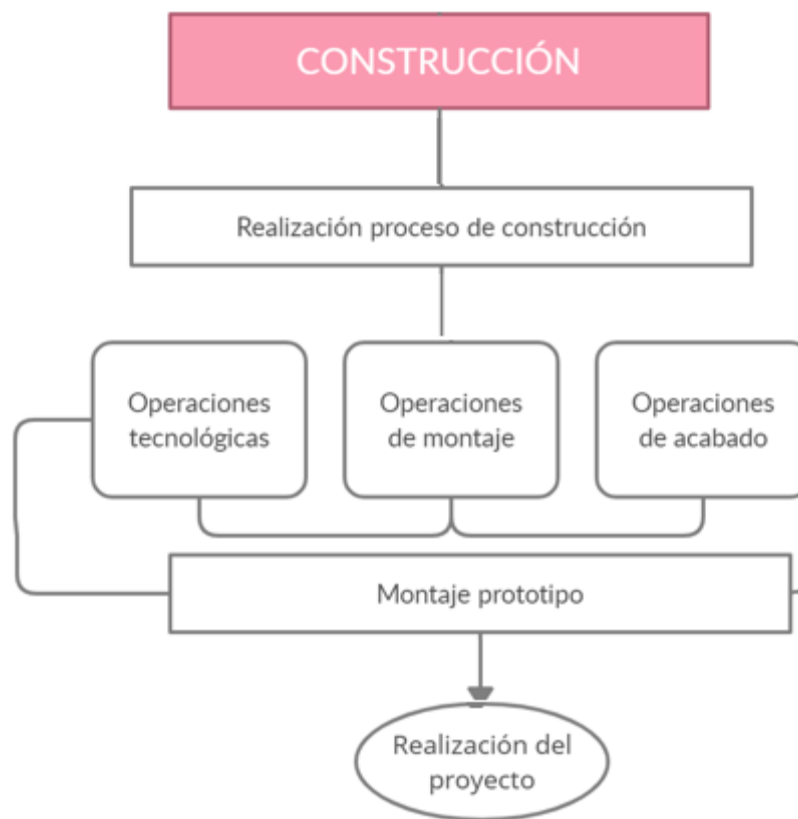 CONSTRUCCIÓN
Realización proceso de construcción
Operaciones
tecnológicas
Operaciones
de montaje
Operaciones
de acabado
Montaje prototipo
Realización del
proyecto